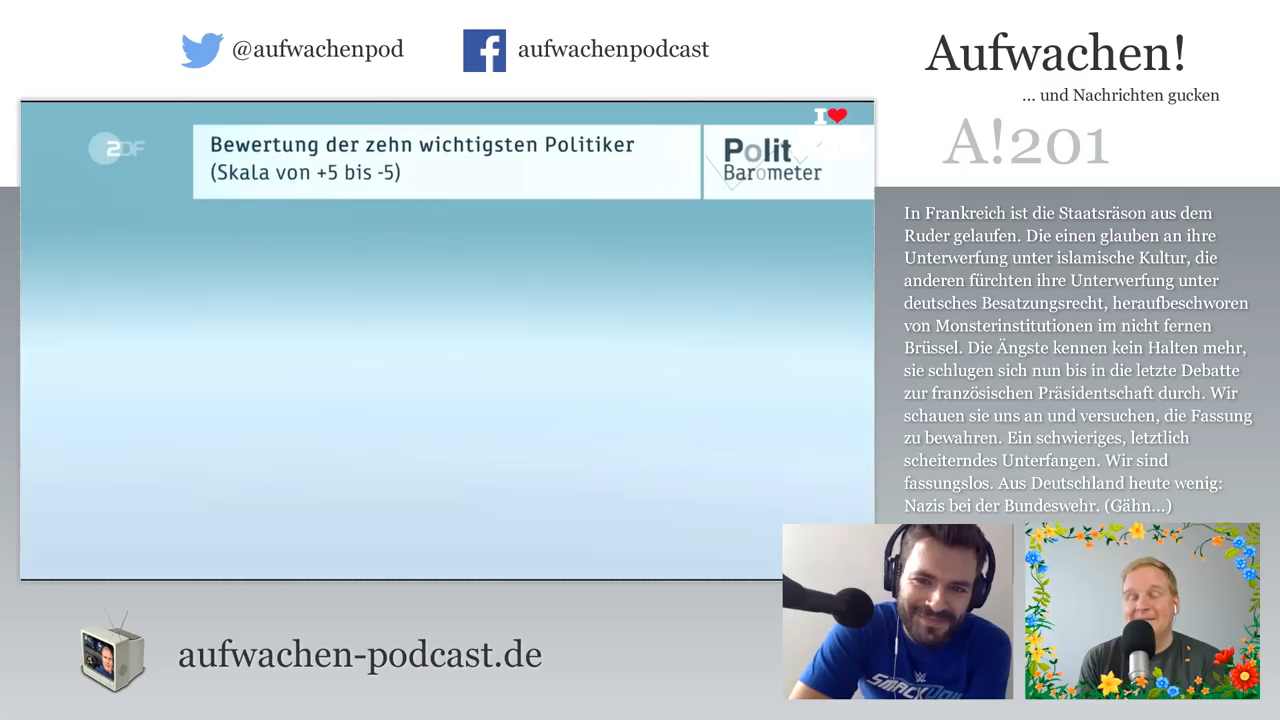 @aufwachenpod
aufwachenpodcast
Aufwachen!
... und Nachrichten gucken
A!201
I
ZDF
Bewertung der zehn wichtigsten Politiker
(Skala von +5 bis -5)
Polit
Barometer
In Frankreich ist die Staatsräson aus dem
Ruder gelaufen. Die einen glauben an ihre
Unterwerfung unter islamische Kultur, die
anderen fürchten ihre Unterwerfung unter
deutsches Besatzungsrecht, heraufbeschworen
von Monsterinstitutionen im nicht fernen
Brüssel. Die Ängste kennen kein Halten mehr,
sie schlugen sich nun bis in die letzte Debatte
zur französischen Präsidentschaft durch. Wir
schauen sie uns an und versuchen, die Fassung
zu bewahren. Ein schwieriges, letztlich
scheiterndes Unterfangen. Wir sind
fassungslos. Aus Deutschland heute wenig:
Nazis bei der Bundeswehr. (Gähn...)
SMACKDOWN
aufwachen-podcast.de